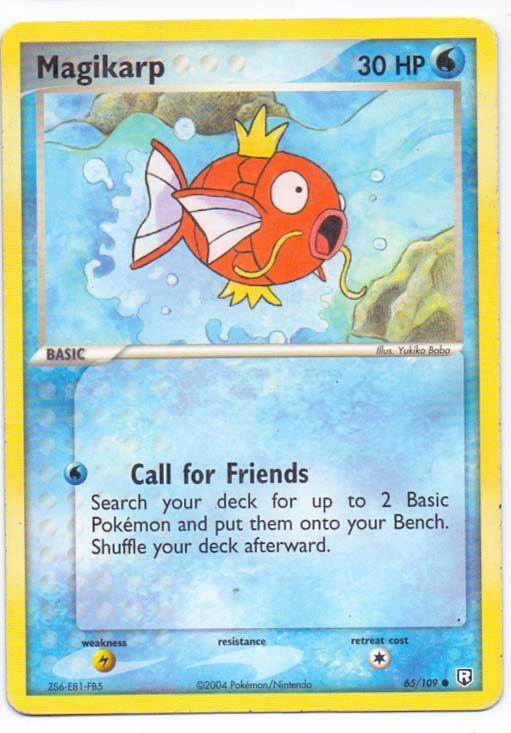 Magikarp
30 HP
BASIC
Illus. Yukiko Baba
Call for Friends
Search your deck for up to 2 Basic
Pokémon and put them onto your Bench.
Shuffle your deck afterward.
weakness resistance retreat cost
ZS6-E81-FB5 ©2004 Pokémon/Nintendo 65/109 ● R